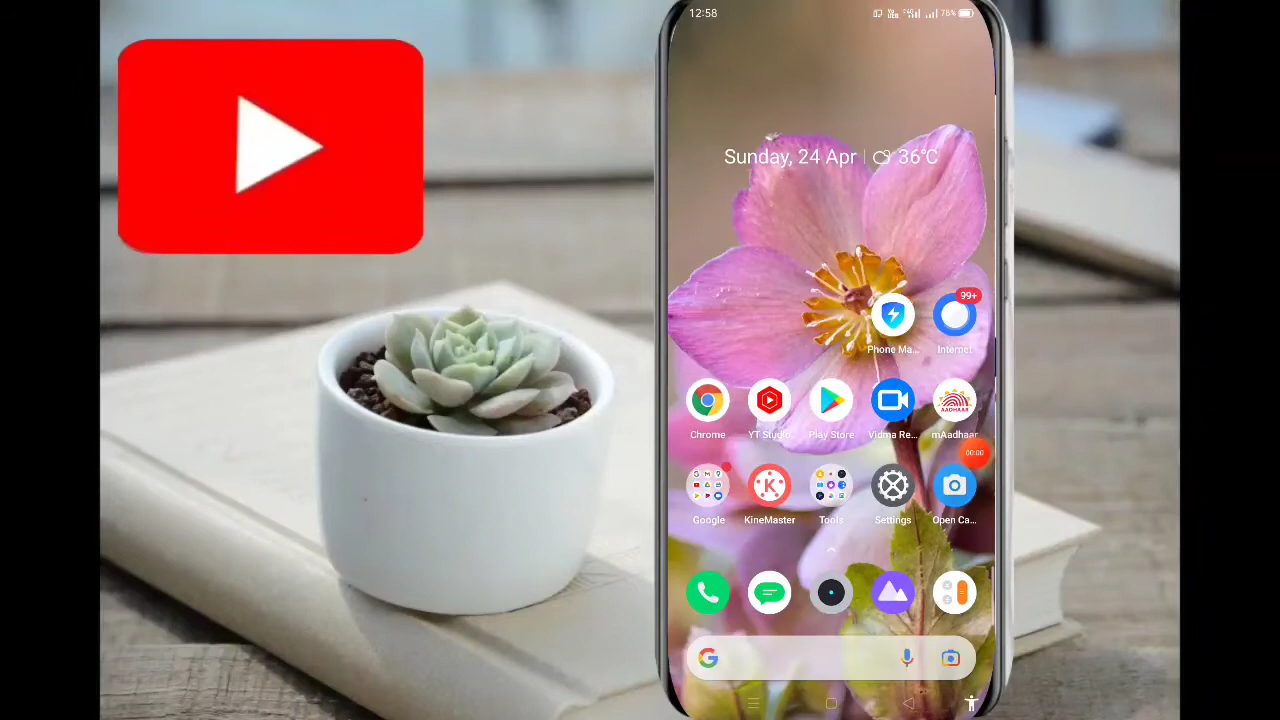 12:58
78%
Sunday, 24 Apr
36°C
99+
Phone Ma...
Internet
Chrome
YT Studio
Play Store
Vidma Re...
mAadhaar
00:00
Google
KineMaster
Tools
Settings
Open Ca...